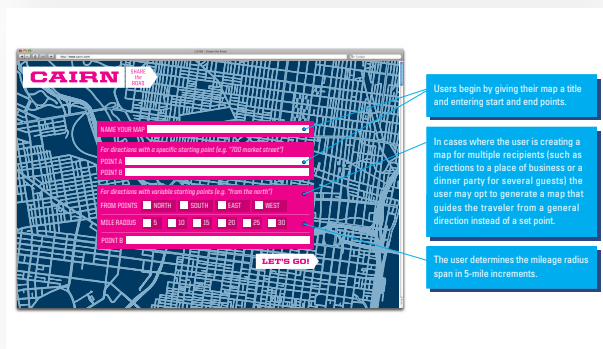 CAIRN
SHARE
the
ROAD
NAME YOUR MAP
For directions with a specific starting point (e.g. "700 market street")
POINT A
POINT B
For directions with variable starting points (e.g. "from the north")
FROM POINTS NORTH SOUTH EAST WEST
MILE RADIUS 5 10 15 20 25 30
POINT B
LET'S GO!
Users begin by giving their map a title
and entering start and end points.
In cases where the user is creating a
map for multiple recipients (such as
directions to a place of business or a
dinner party for several guests) the
user may opt to generate a map that
guides the traveler from a general
direction instead of a set point.
The user determines the mileage radius
span in 5-mile increments.